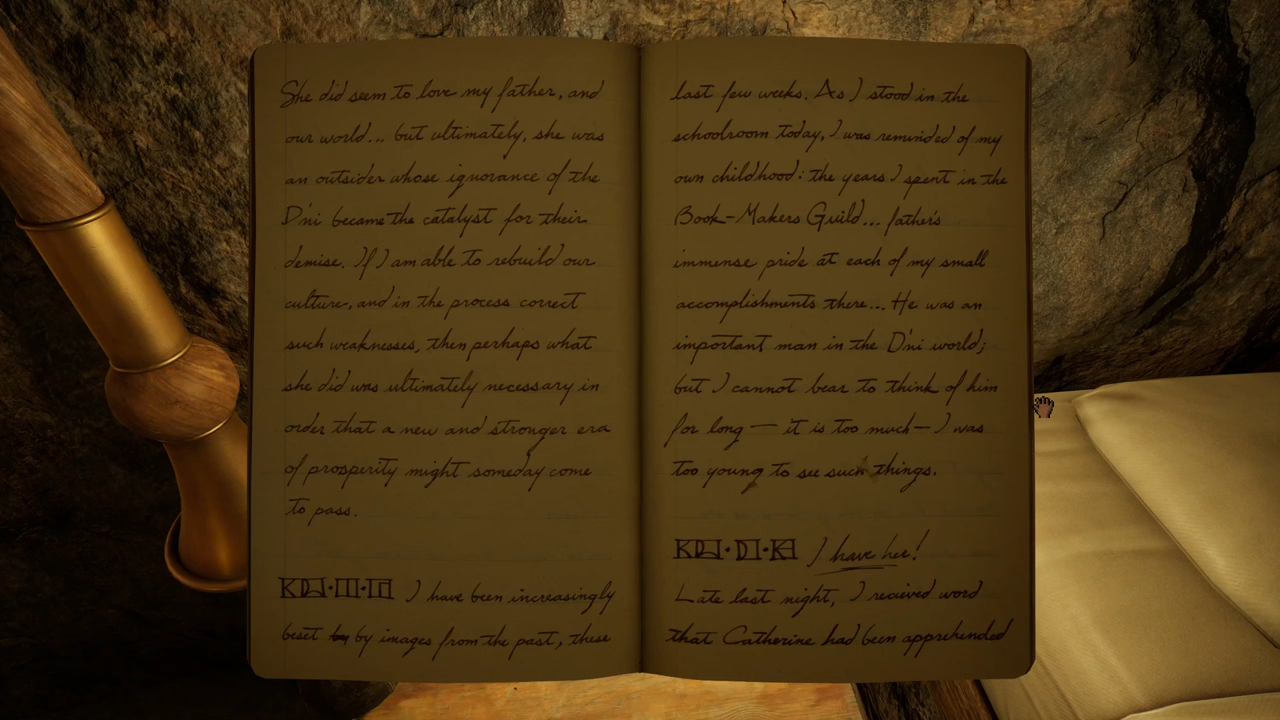 She did seem to love my father, and
our world... but ultimately, she was
an outsider whose ignorance of the
D'ni became the catalyst for their
demise. If I am able to rebuild our
culture, and in the process correct
such weaknesses, then perhaps what
she did was ultimately necessary in
order that a new and stronger era
of prosperity might someday come
to pass.
I have been increasingly
beset by by images from the past, these
last few weeks. As I stood in the
schoolroom today, I was reminded of my
own childhood: the years I spent in the
Book-Makers Guild... father's
immense pride at each of my small
accomplishments there... He was an
important man in the D'ni world;
but I cannot bear to think of him
for long — it is too much — I was
too young to see such things.
I have her!
Late last night, I received word
that Catherine had been apprehended